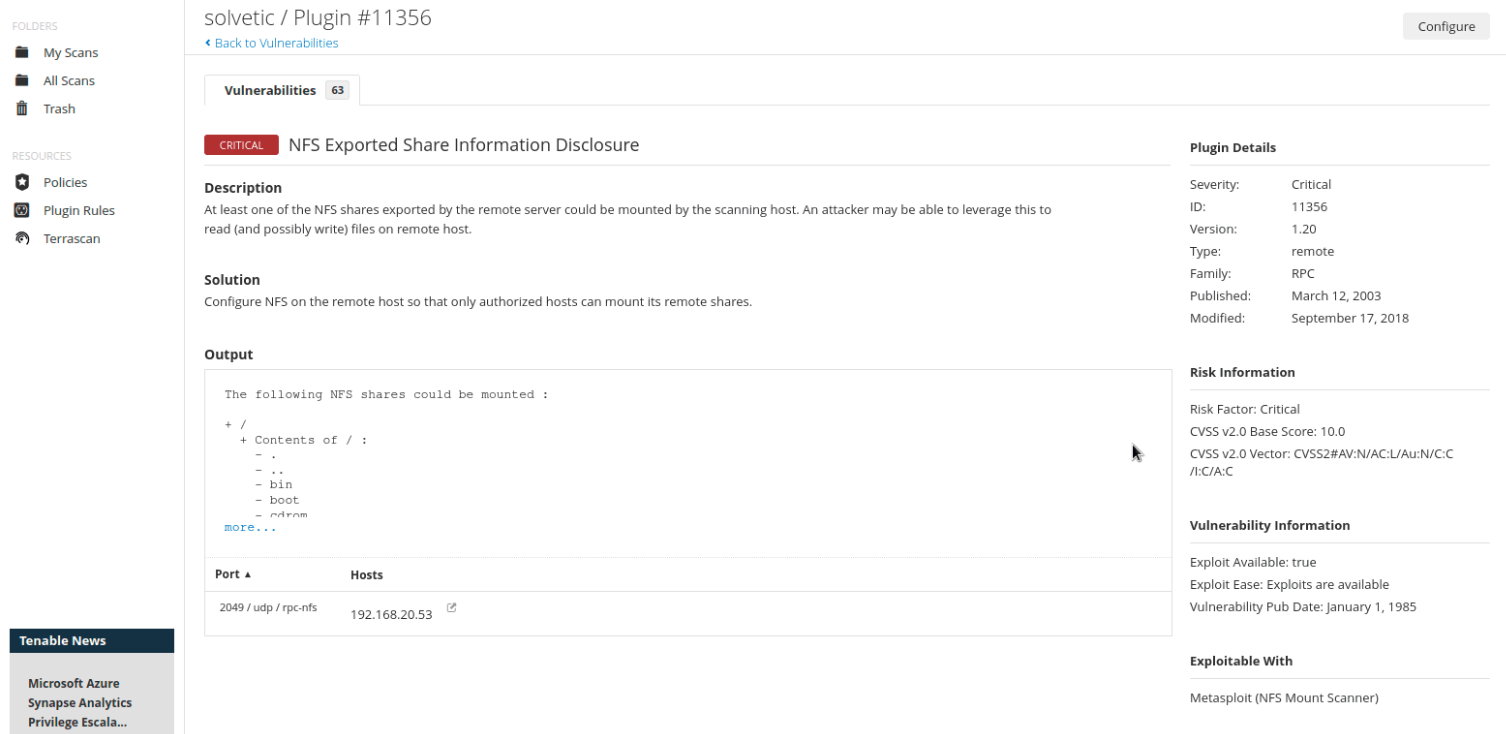 FOLDERS
My Scans
All Scans
Trash
RESOURCES
Policies
Plugin Rules
Terrascan
Tenable News
Microsoft Azure
Synapse Analytics
Privilege Escala...
solvetic / Plugin #11356
Back to Vulnerabilities
Configure
Vulnerabilities 63
CRITICAL NFS Exported Share Information Disclosure
Description
At least one of the NFS shares exported by the remote server could be mounted by the scanning host. An attacker may be able to leverage this to
read (and possibly write) files on remote host.
Solution
Configure NFS on the remote host so that only authorized hosts can mount its remote shares.
Output
The following NFS shares could be mounted :
+ /
+ Contents of / :
- .
- ..
- bin
- boot
- cdrom
more...
Port ▲ Hosts
2049 / udp / rpc-nfs 192.168.20.53
Plugin Details
Severity: Critical
ID: 11356
Version: 1.20
Type: remote
Family: RPC
Published: March 12, 2003
Modified: September 17, 2018
Risk Information
Risk Factor: Critical
CVSS v2.0 Base Score: 10.0
CVSS v2.0 Vector: CVSS2#AV:N/AC:L/Au:N/C:C
/I:C/A:C
Vulnerability Information
Exploit Available: true
Exploit Ease: Exploits are available
Vulnerability Pub Date: January 1, 1985
Exploitable With
Metasploit (NFS Mount Scanner)